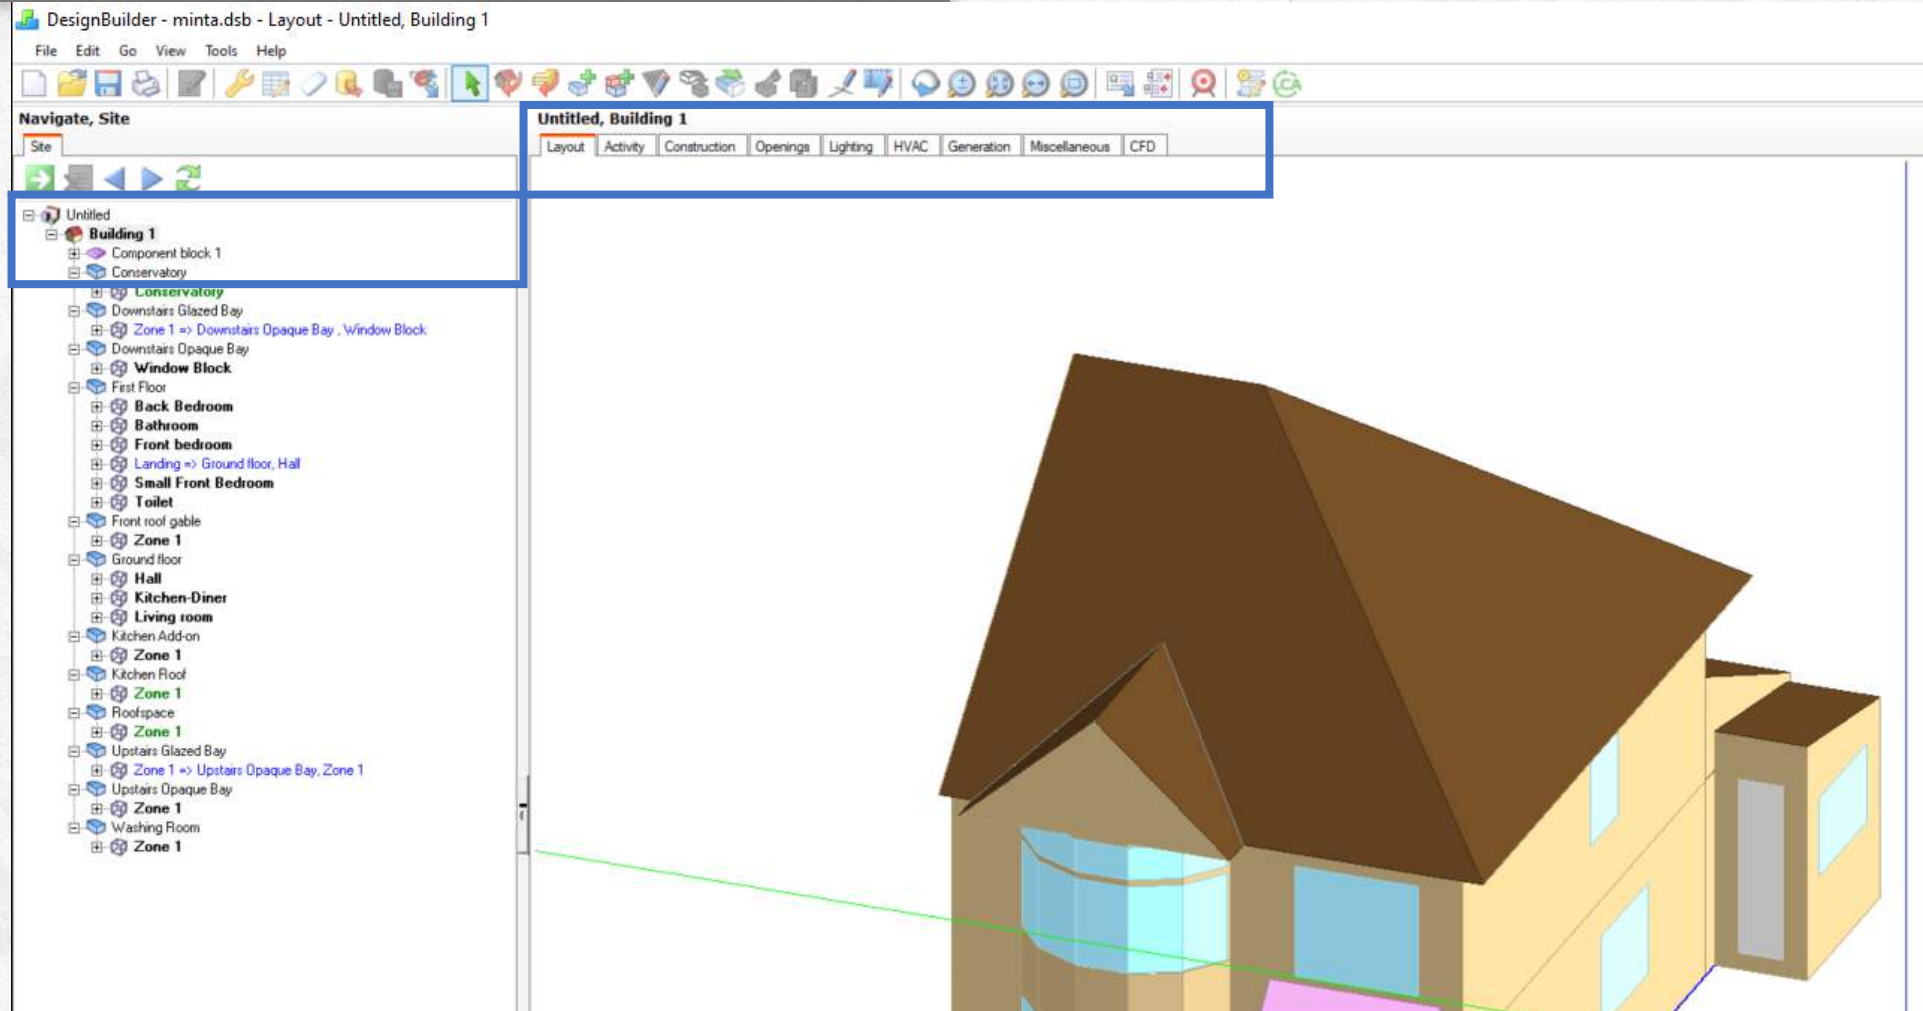 DesignBuilder - minta.dsb - Layout - Untitled, Building 1
File Edit Go View Tools Help
Navigate, Site
Site
Untitled
Building 1
Component block 1
Conservatory
Conservatory
Downstairs Glazed Bay
Zone 1 => Downstairs Opaque Bay , Window Block
Downstairs Opaque Bay
Window Block
First Floor
Back Bedroom
Bathroom
Front bedroom
Landing => Ground floor, Hall
Small Front Bedroom
Toilet
Front roof gable
Zone 1
Ground floor
Hall
Kitchen-Diner
Living room
Kitchen Add-on
Zone 1
Kitchen Roof
Zone 1
Roofspace
Zone 1
Upstairs Glazed Bay
Zone 1 => Upstairs Opaque Bay, Zone 1
Upstairs Opaque Bay
Zone 1
Washing Room
Zone 1
Untitled, Building 1
Layout Activity Construction Openings Lighting HVAC Generation Miscellaneous CFD